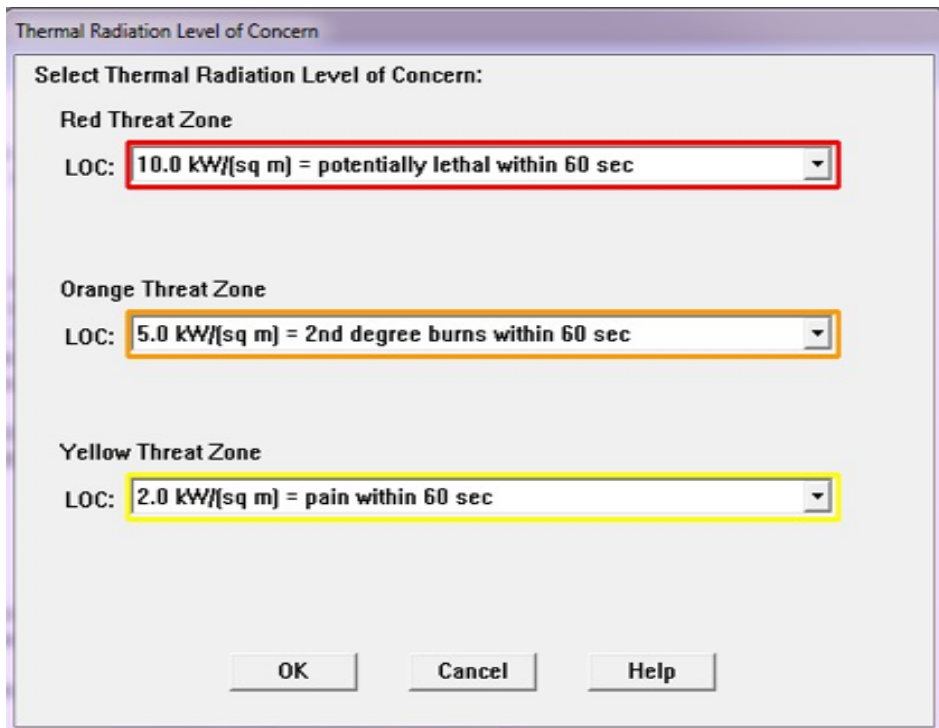 Thermal Radiation Level of Concern
Select Thermal Radiation Level of Concern:
Red Threat Zone
LOC: 10.0 kW/(sq m) = potentially lethal within 60 sec
Orange Threat Zone
LOC: 5.0 kW/(sq m) = 2nd degree burns within 60 sec
Yellow Threat Zone
LOC: 2.0 kW/(sq m) = pain within 60 sec
OK Cancel Help